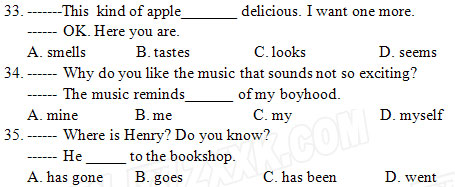 33. -------This kind of apple________ delicious. I want one more.
------ OK. Here you are.
A. smells B. tastes C. looks D. seems
34. ------ Why do you like the music that sounds not so exciting?
------ The music reminds______ of my boyhood.
A. mine B. me C. my D. myself
35. ------ Where is Henry? Do you know?
------ He _____ to the bookshop.
A. has gone B. goes C. has been D. went